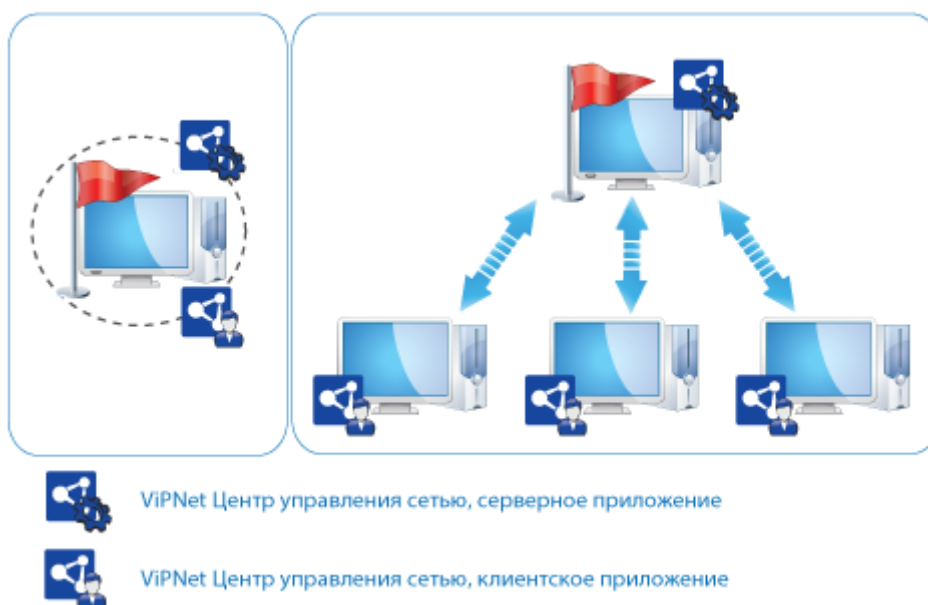 ViPNet Центр управления сетью, серверное приложение
ViPNet Центр управления сетью, клиентское приложение